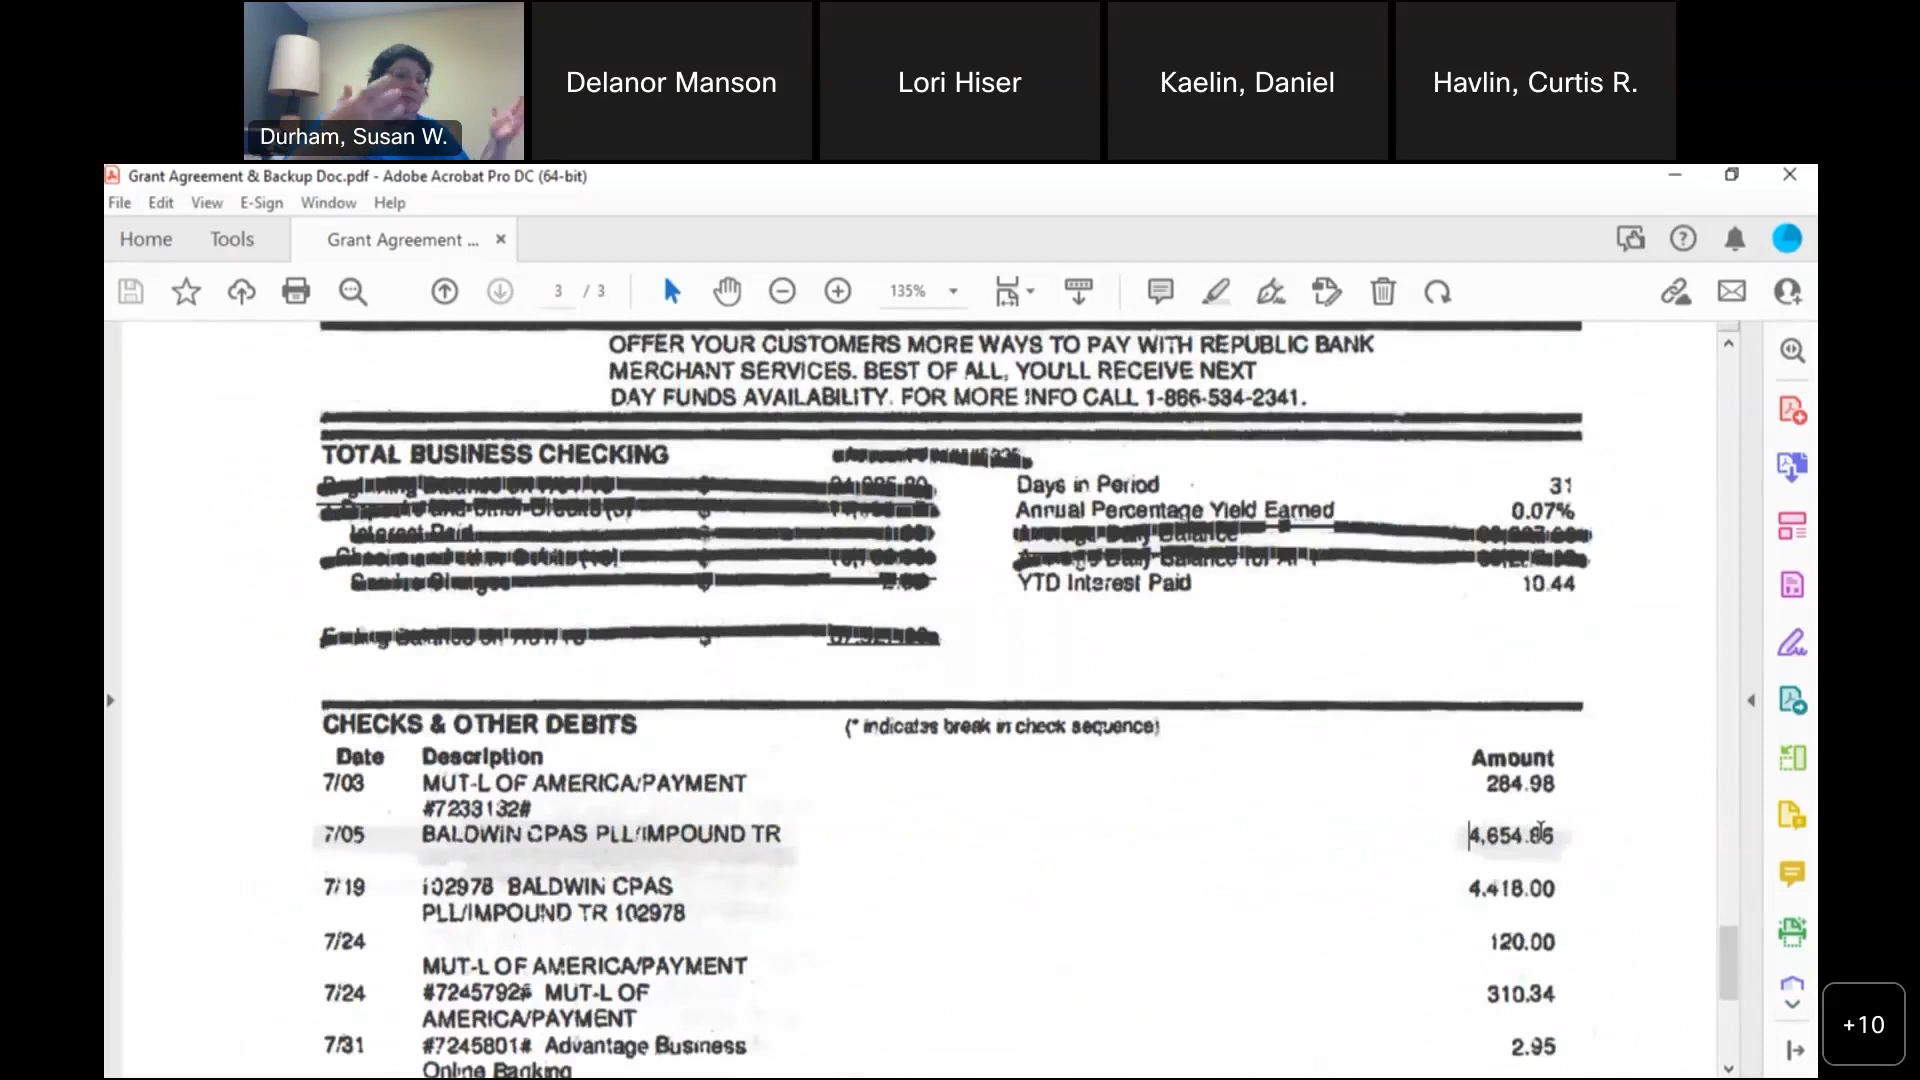 Durham, Susan W.
Delanor Manson
Lori Hiser
Kaelin, Daniel
Havlin, Curtis R.
Grant Agreement & Backup Doc.pdf - Adobe Acrobat Pro DC (64-bit)
File Edit View E-Sign Window Help
Home Tools Grant Agreement ... ×
3 / 3 135%
OFFER YOUR CUSTOMERS MORE WAYS TO PAY WITH REPUBLIC BANK
MERCHANT SERVICES. BEST OF ALL, YOU'LL RECEIVE NEXT
DAY FUNDS AVAILABILITY. FOR MORE INFO CALL 1-866-534-2341.
TOTAL BUSINESS CHECKING
Days in Period 31
Annual Percentage Yield Earned 0.07%
YTD Interest Paid 10.44
CHECKS & OTHER DEBITS (* indicates break in check sequence)
Date Description Amount
7/03 MUT-L OF AMERICA/PAYMENT 284.98
#7233132#
7/05 BALDWIN CPAS PLL/IMPOUND TR 4,654.86
7/19 102978 BALDWIN CPAS 4,418.00
PLL/IMPOUND TR 102978
7/24 120.00
MUT-L OF AMERICA/PAYMENT
7/24 #7245792# MUT-L OF 310.34
AMERICA/PAYMENT
7/31 #7245801# Advantage Business 2.95
Online Banking
+10